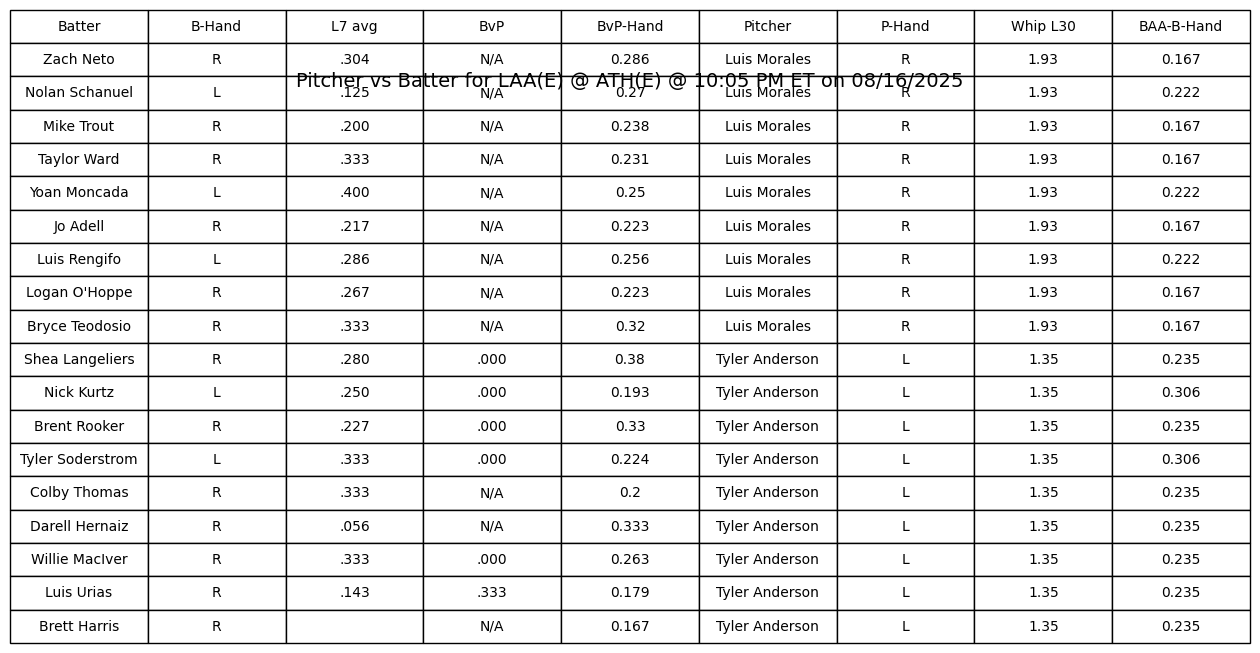 Batter B-Hand L7 avg BvP BvP-Hand Pitcher P-Hand Whip L30 BAA-B-Hand
Zach Neto R .304 N/A 0.286 Luis Morales R 1.93 0.167
Pitcher vs Batter for LAA(E) @ ATH(E) @ 10:05 PM ET on 08/16/2025
Nolan Schanuel L .125 N/A 0.27 Luis Morales R 1.93 0.222
Mike Trout R .200 N/A 0.238 Luis Morales R 1.93 0.167
Taylor Ward R .333 N/A 0.231 Luis Morales R 1.93 0.167
Yoan Moncada L .400 N/A 0.25 Luis Morales R 1.93 0.222
Jo Adell R .217 N/A 0.223 Luis Morales R 1.93 0.167
Luis Rengifo L .286 N/A 0.256 Luis Morales R 1.93 0.222
Logan O'Hoppe R .267 N/A 0.223 Luis Morales R 1.93 0.167
Bryce Teodosio R .333 N/A 0.32 Luis Morales R 1.93 0.167
Shea Langeliers R .280 .000 0.38 Tyler Anderson L 1.35 0.235
Nick Kurtz L .250 .000 0.193 Tyler Anderson L 1.35 0.306
Brent Rooker R .227 .000 0.33 Tyler Anderson L 1.35 0.235
Tyler Soderstrom L .333 .000 0.224 Tyler Anderson L 1.35 0.306
Colby Thomas R .333 N/A 0.2 Tyler Anderson L 1.35 0.235
Darell Hernaiz R .056 N/A 0.333 Tyler Anderson L 1.35 0.235
Willie MacIver R .333 .000 0.263 Tyler Anderson L 1.35 0.235
Luis Urias R .143 .333 0.179 Tyler Anderson L 1.35 0.235
Brett Harris R N/A 0.167 Tyler Anderson L 1.35 0.235